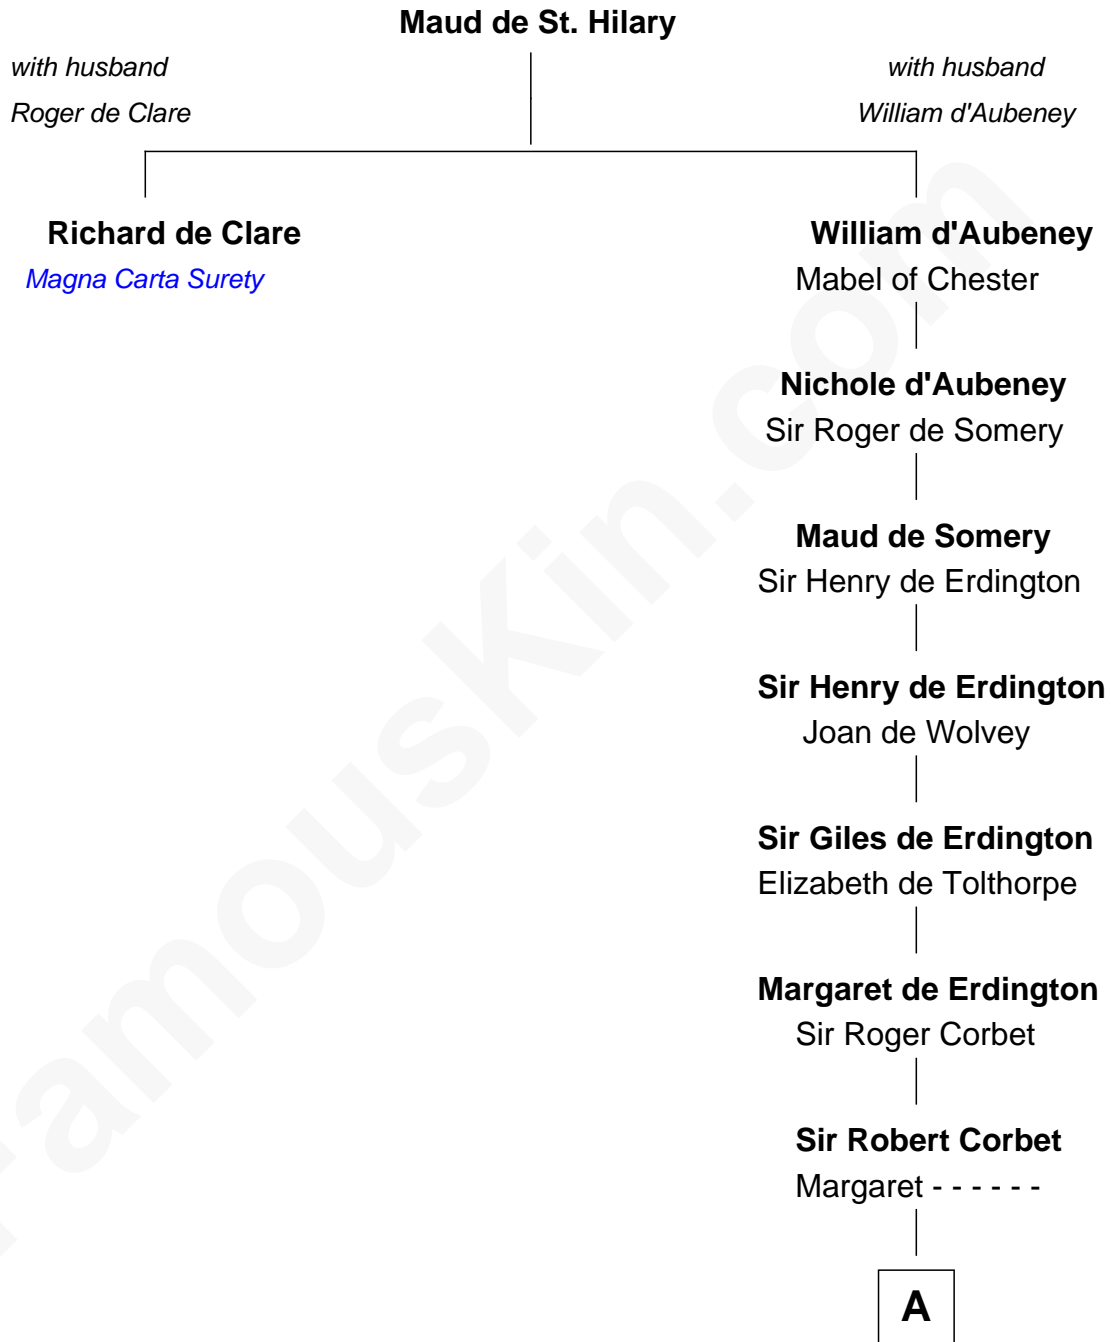 Maud de St. Hilary
with husband
Roger de Clare
with husband
William d'Aubeney
Richard de Clare
Magna Carta Surety
William d'Aubeney
Mabel of Chester
Nichole d'Aubeney
Sir Roger de Somery
Maud de Somery
Sir Henry de Erdington
Sir Henry de Erdington
Joan de Wolvey
Sir Giles de Erdington
Elizabeth de Tolthorpe
Margaret de Erdington
Sir Roger Corbet
Sir Robert Corbet
Margaret - - - - - -
A
FamousKin.com